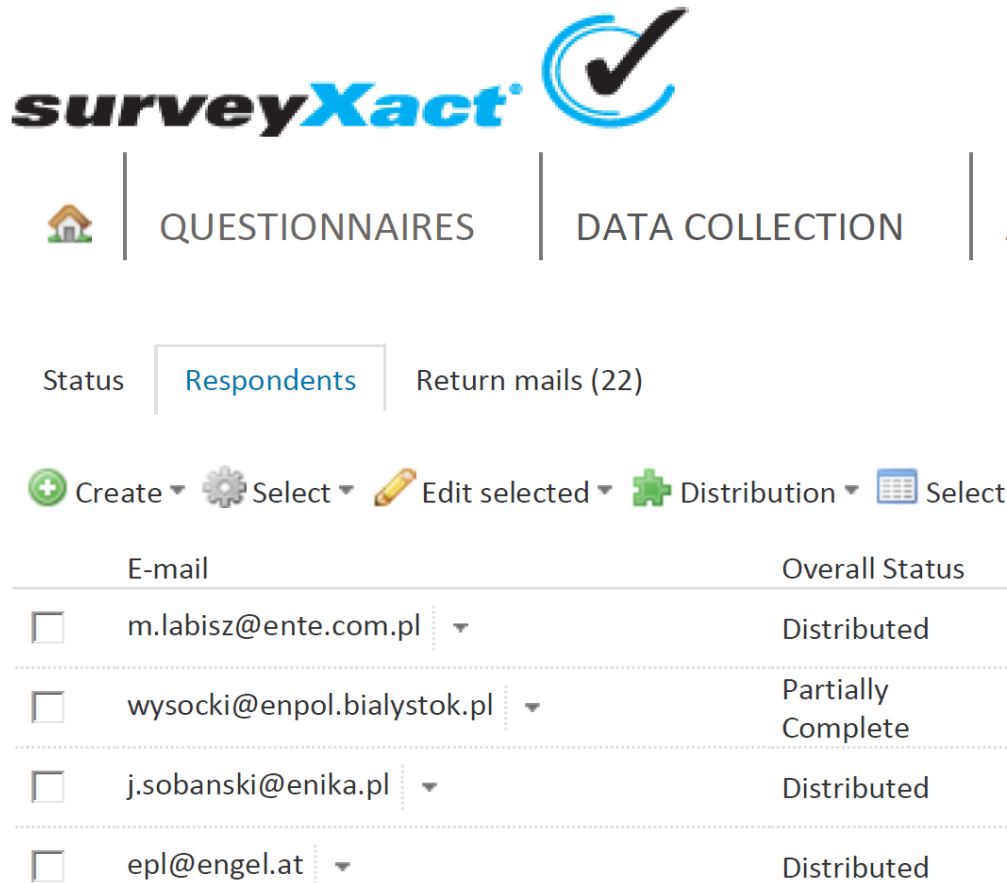 surveyXact®
QUESTIONNAIRES DATA COLLECTION
Status Respondents Return mails (22)
Create Select Edit selected Distribution Select
E-mail Overall Status
m.labisz@ente.com.pl Distributed
wysocki@enpol.bialystok.pl Partially
Complete
j.sobanski@enika.pl Distributed
epl@engel.at Distributed